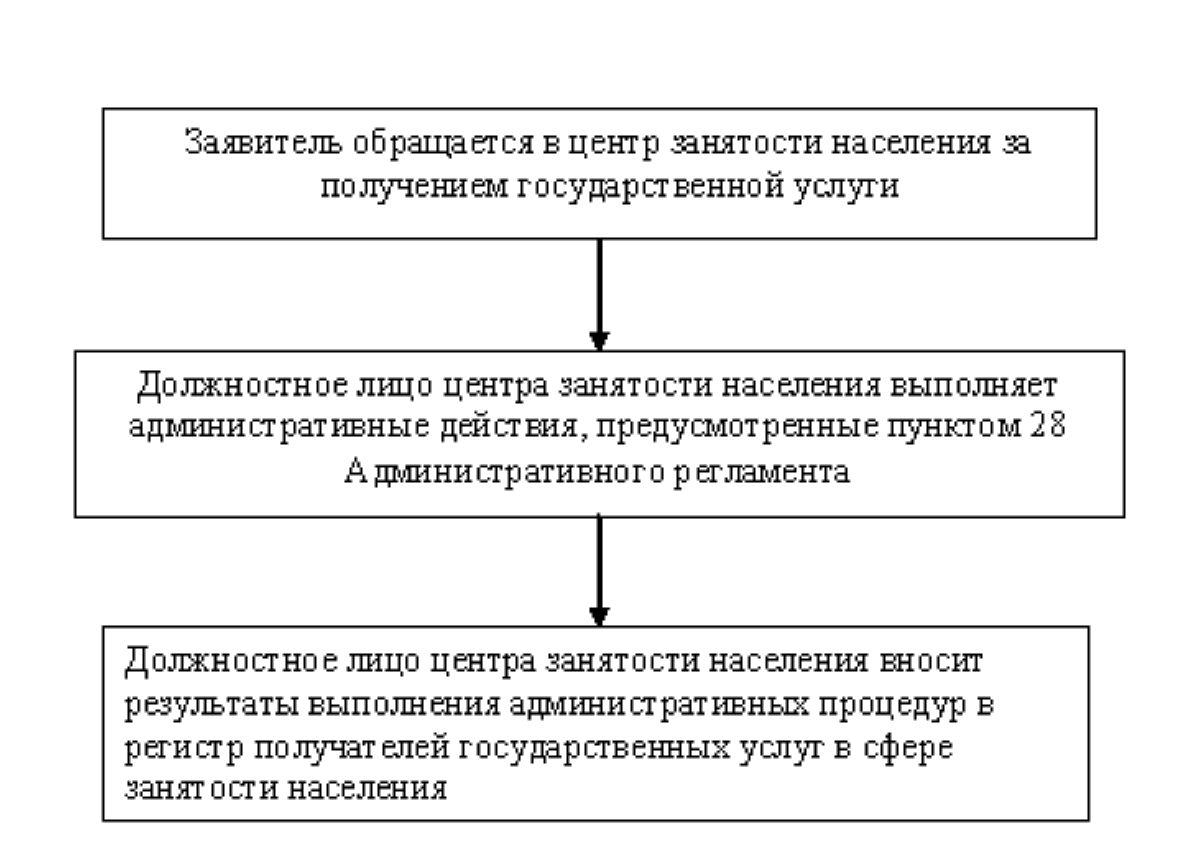 Заявитель обращается в центр занятости населения за
получением государственной услуги
Должностное лицо центра занятости населения выполняет
административные действия, предусмотренные пунктом 28
Административного регламента
Должностное лицо центра занятости населения вносит
результаты выполнения административных процедур в
регистр получателей государственных услуг в сфере
занятости населения